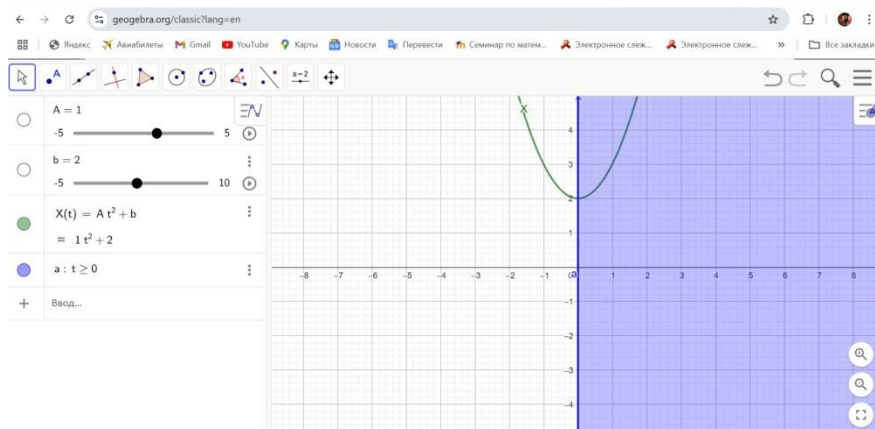 geogebra.org/classic?lang=en
Яндекс Авиабилеты Gmail YouTube Карты Новости Перевести Семинар по матем... Электронное слеж... Электронное слеж... » Все закладки
A
a=2
A = 1
-5 5
b = 2
-5 10
X(t) = A t² + b
= 1 t² + 2
a : t ≥ 0
Ввод...
X
4
3
2
1
-8 -7 -6 -5 -4 -3 -2 -1 0 a 1 2 3 4 5 6 7 8
-1
-2
-3
-4